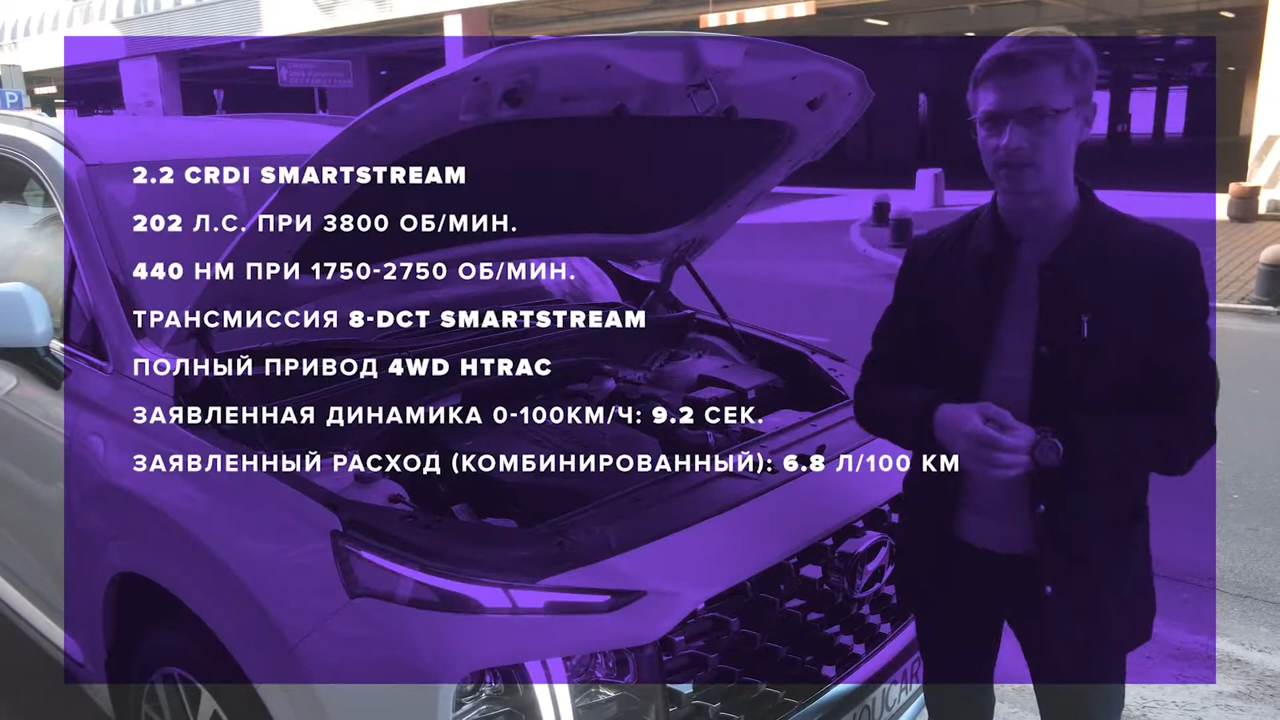 P
2.2 CRDI SMARTSTREAM
202 Л.С. ПРИ 3800 ОБ/МИН.
440 НМ ПРИ 1750-2750 ОБ/МИН.
ТРАНСМИССИЯ 8-DCT SMARTSTREAM
ПОЛНЫЙ ПРИВОД 4WD HTRAC
ЗАЯВЛЕННАЯ ДИНАМИКА 0-100КМ/Ч: 9.2 СЕК.
ЗАЯВЛЕННЫЙ РАСХОД (КОМБИНИРОВАННЫЙ): 6.8 Л/100 КМ